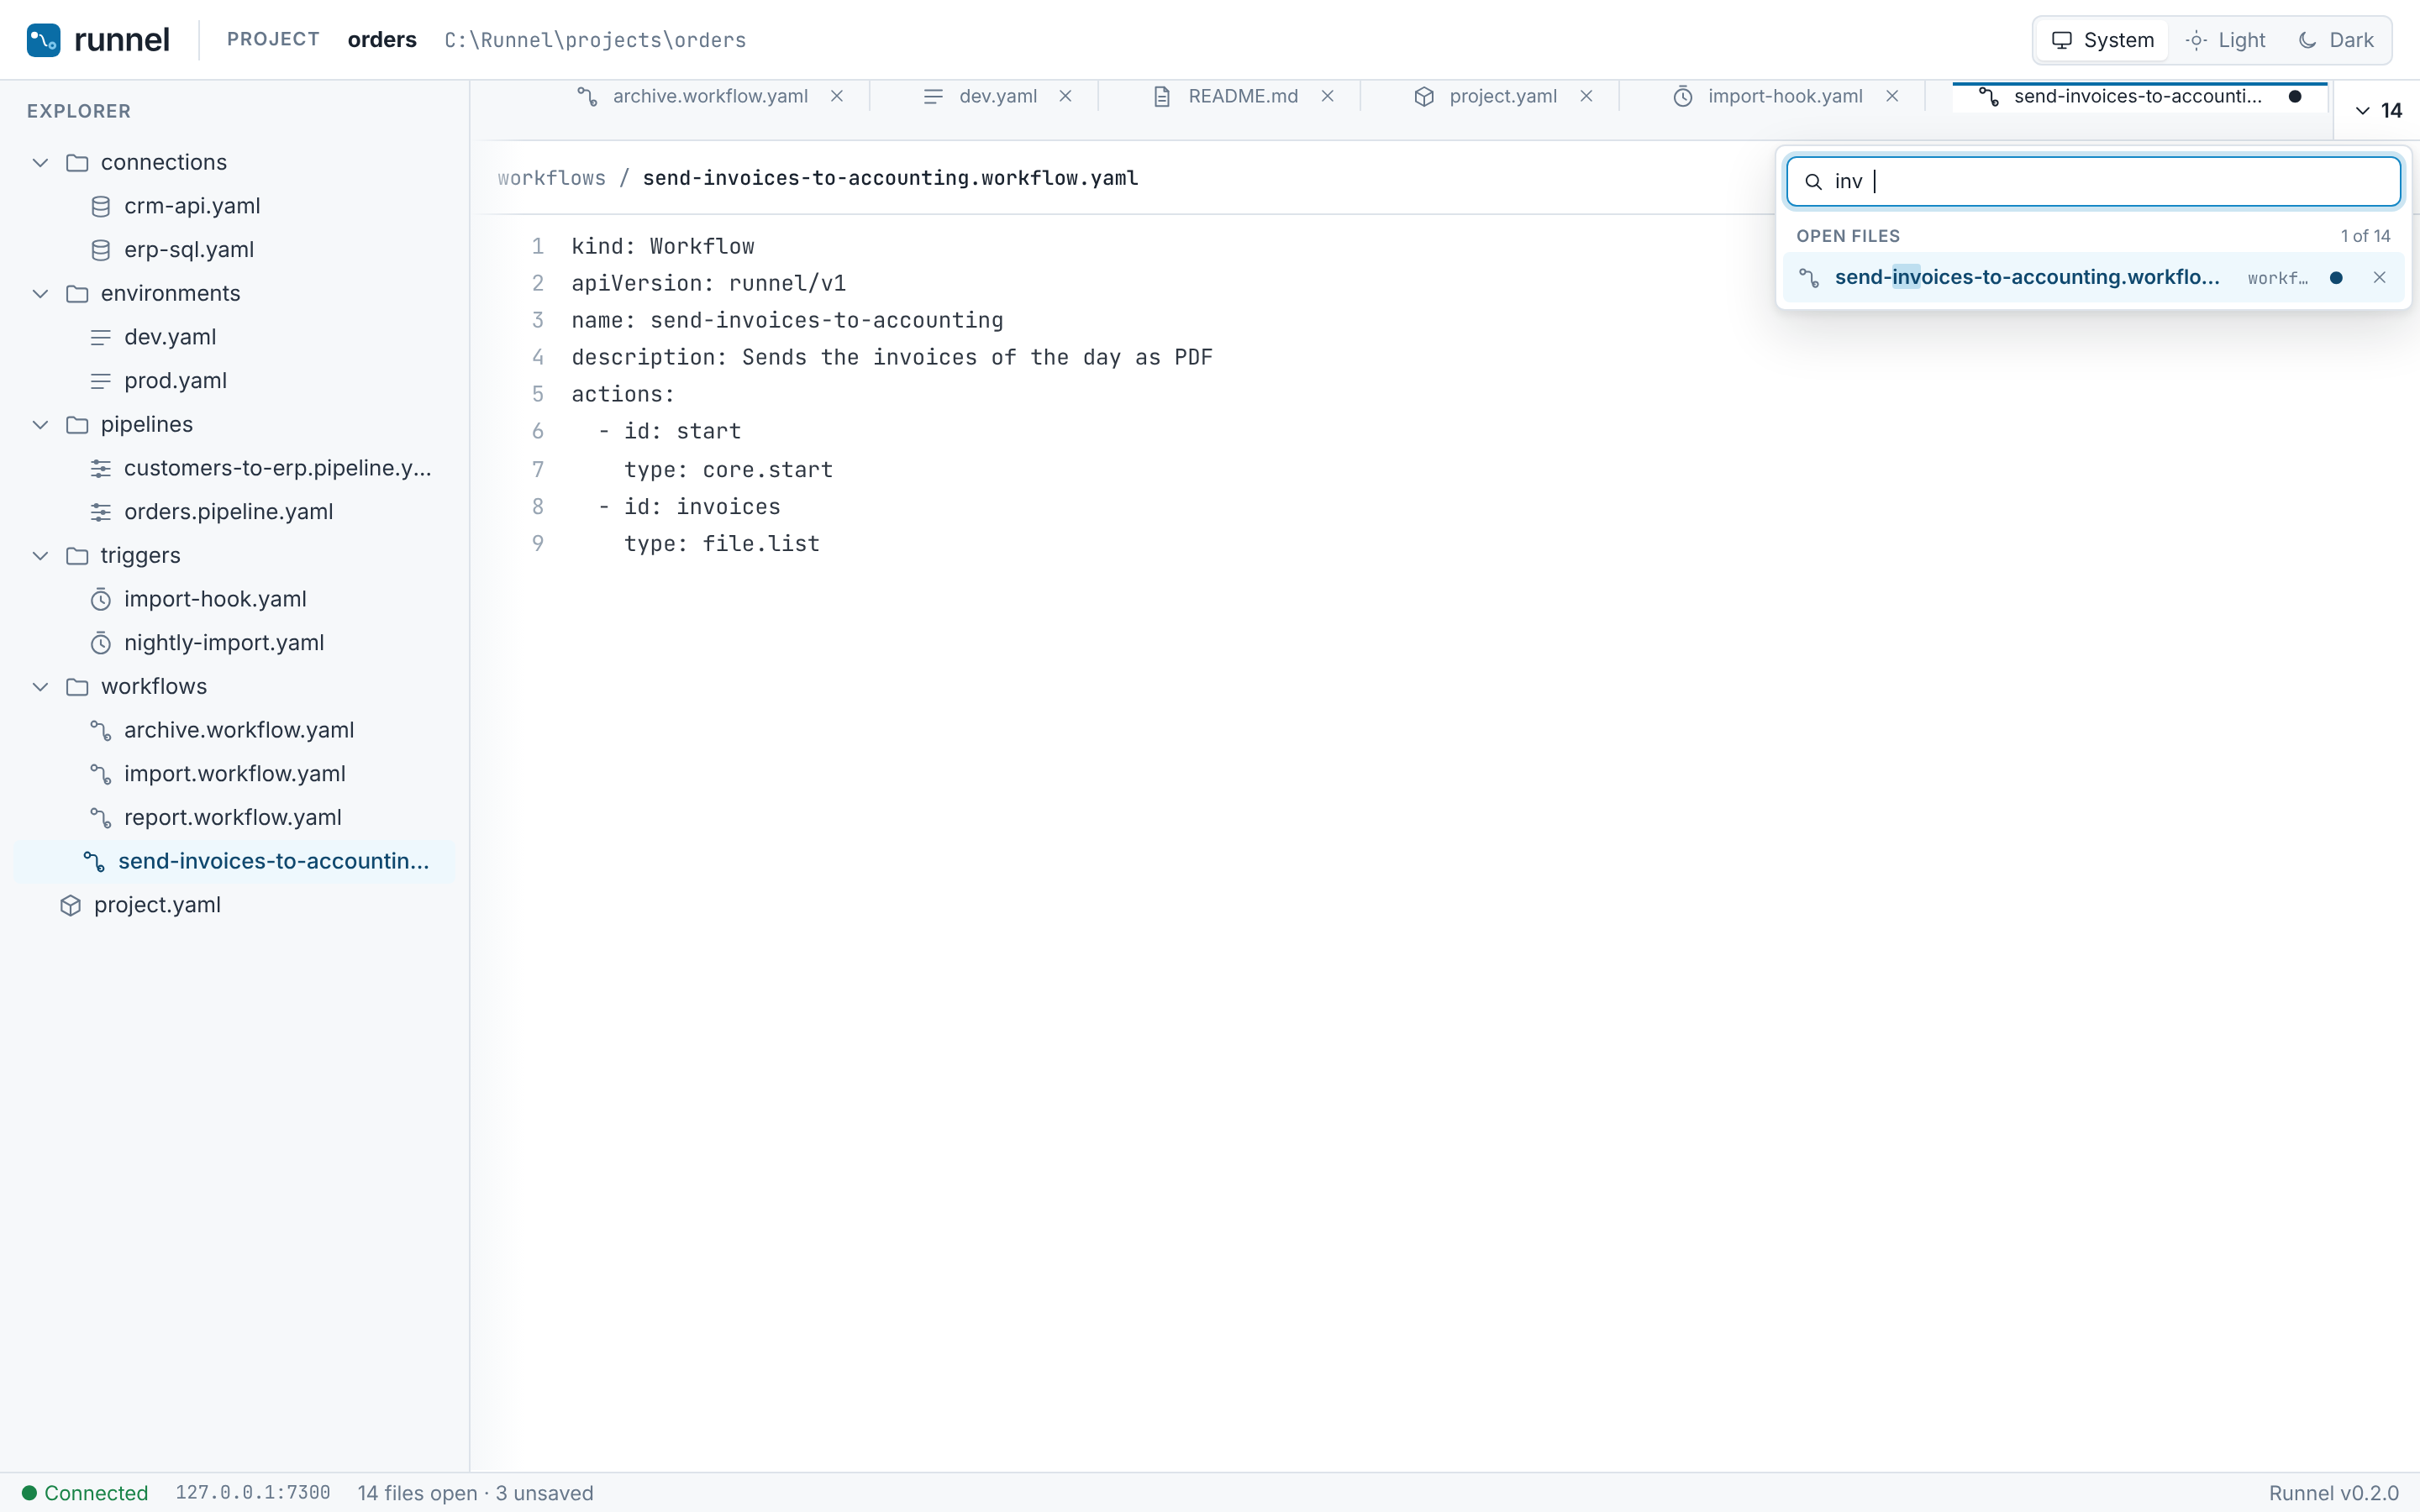 runnel PROJECT orders C:\Runnel\projects\orders System Light Dark
EXPLORER
connections
crm-api.yaml
erp-sql.yaml
environments
dev.yaml
prod.yaml
pipelines
customers-to-erp.pipeline.y...
orders.pipeline.yaml
triggers
import-hook.yaml
nightly-import.yaml
workflows
archive.workflow.yaml
import.workflow.yaml
report.workflow.yaml
send-invoices-to-accountin...
project.yaml
archive.workflow.yaml dev.yaml README.md project.yaml import-hook.yaml send-invoices-to-accounti... 14
workflows / send-invoices-to-accounting.workflow.yaml
inv
OPEN FILES 1 of 14
send-invoices-to-accounting.workflo... workf...
1 kind: Workflow
2 apiVersion: runnel/v1
3 name: send-invoices-to-accounting
4 description: Sends the invoices of the day as PDF
5 actions:
6 - id: start
7 type: core.start
8 - id: invoices
9 type: file.list
Connected 127.0.0.1:7300 14 files open · 3 unsaved Runnel v0.2.0